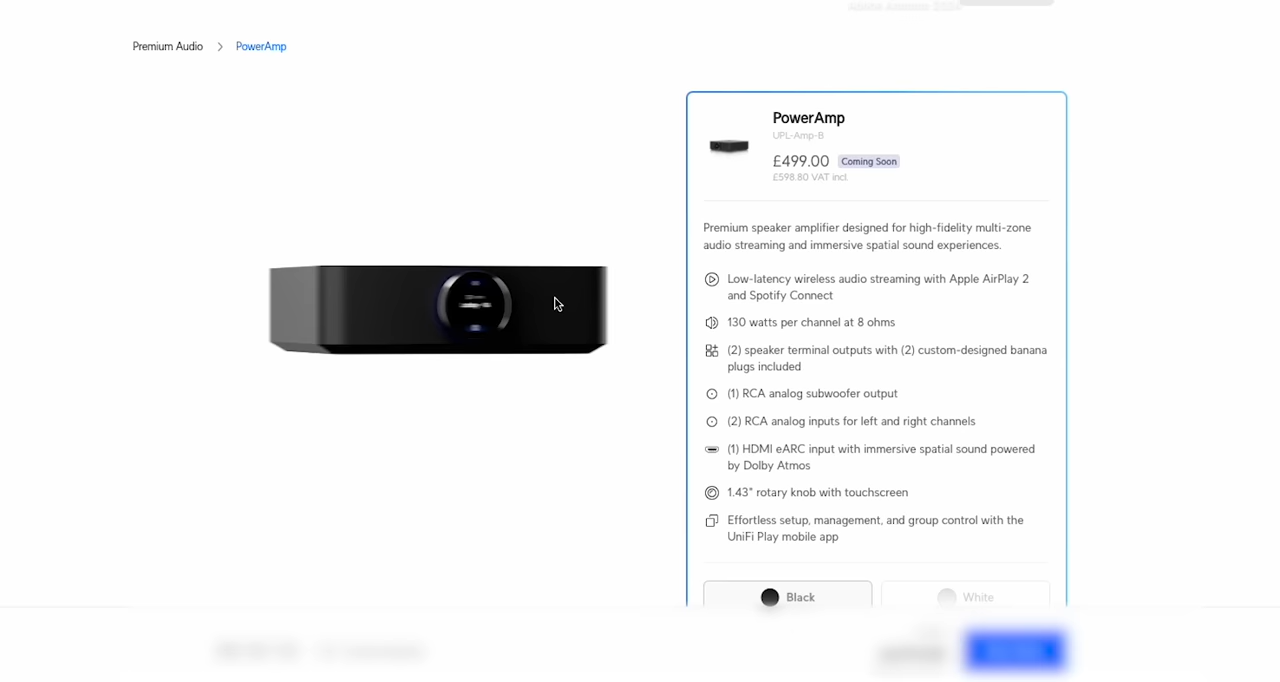 Premium Audio > PowerAmp
PowerAmp
UPL-Amp-B
£499.00 Coming Soon
£598.80 VAT incl.
Premium speaker amplifier designed for high-fidelity multi-zone
audio streaming and immersive spatial sound experiences.
Low-latency wireless audio streaming with Apple AirPlay 2
and Spotify Connect
130 watts per channel at 8 ohms
(2) speaker terminal outputs with (2) custom-designed banana
plugs included
(1) RCA analog subwoofer output
(2) RCA analog inputs for left and right channels
(1) HDMI eARC input with immersive spatial sound powered
by Dolby Atmos
1.43" rotary knob with touchscreen
Effortless setup, management, and group control with the
UniFi Play mobile app
Black
White